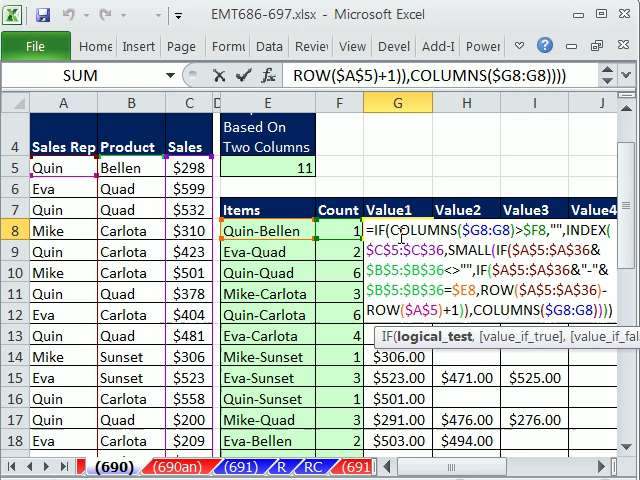 EMT686-697.xlsx - Microsoft Excel
File Home Insert Page Form Data Revie View Devel Add-I Power
SUM fx ROW($A$5)+1)),COLUMNS($G8:G8))))
A B C D E F G H I J
4 Sales Rep Product Sales Based On
Two Columns
5 Quin Bellen $298 11
6 Eva Quad $599
7 Quin Quad $532 Items Count Value1 Value2 Value3 Value4
8 Mike Carlota $310 Quin-Bellen 1 =IF(COLUMNS($G8:G8)>$F8,"",INDEX(
9 Quin Carlota $423 Eva-Quad 2 $C$5:$C$36,SMALL(IF($A$5:$A$36&
10 Quin Carlota $501 Quin-Quad 6 $B$5:$B$36<>"",IF($A$5:$A$36&"-"&
11 Quin Quad $363 Mike-Carlota 3 $B$5:$B$36=$E8,ROW($A$5:$A$36)-
12 Eva Carlota $404 Quin-Carlota 6 ROW($A$5)+1)),COLUMNS($G8:G8))))
13 Quin Quad $481 Eva-Carlota 4 IF(logical_test, [value_if_true], [value_if_fals
14 Mike Sunset $306 Mike-Sunset 1 $306.00
15 Eva Sunset $523 Eva-Sunset 3 $523.00 $471.00 $525.00
16 Quin Carlota $558 Quin-Sunset 1 $501.00
17 Quin Quad $200 Mike-Quad 3 $291.00 $476.00 $276.00
18 Eva Carlota $209 Eva-Bellen 2 $503.00 $494.00
(690) (690an) (691) R RC (691